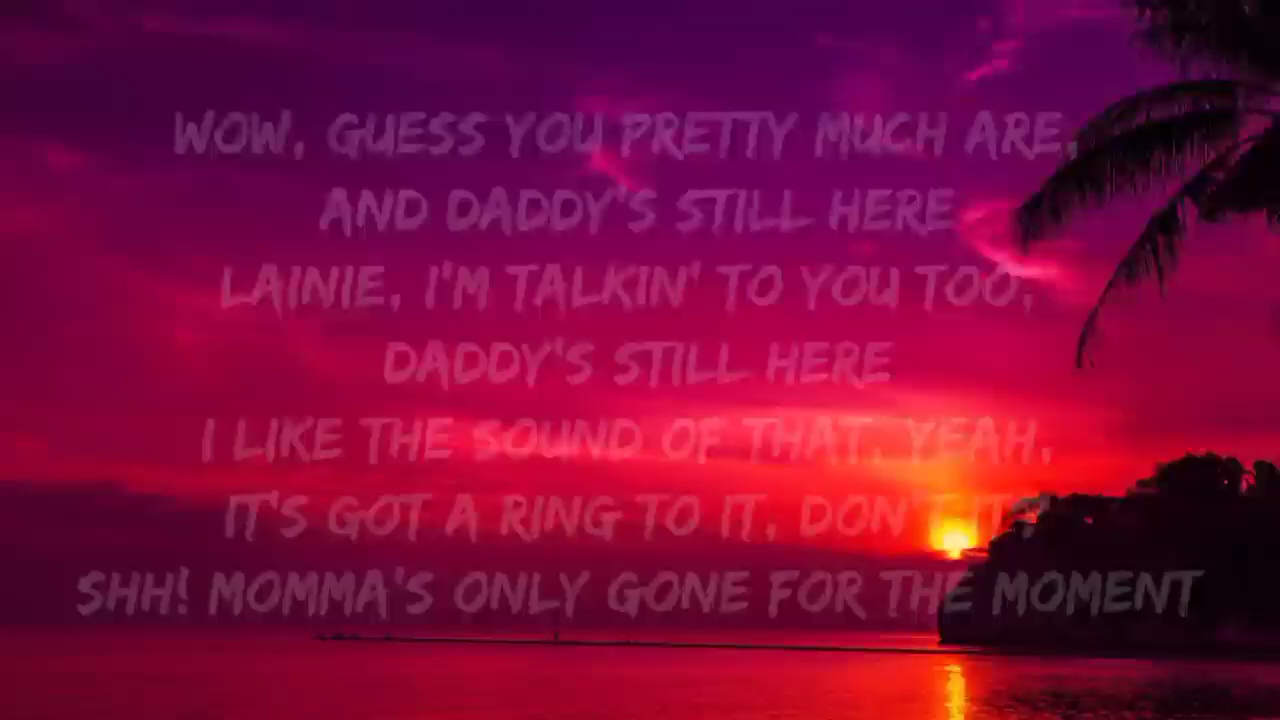 WOW, GUESS YOU PRETTY MUCH ARE,
AND DADDY'S STILL HERE
LAINIE, I'M TALKIN' TO YOU TOO,
DADDY'S STILL HERE
I LIKE THE SOUND OF THAT, YEAH,
IT'S GOT A RING TO IT, DON'T IT?
SHH! MOMMA'S ONLY GONE FOR THE MOMENT